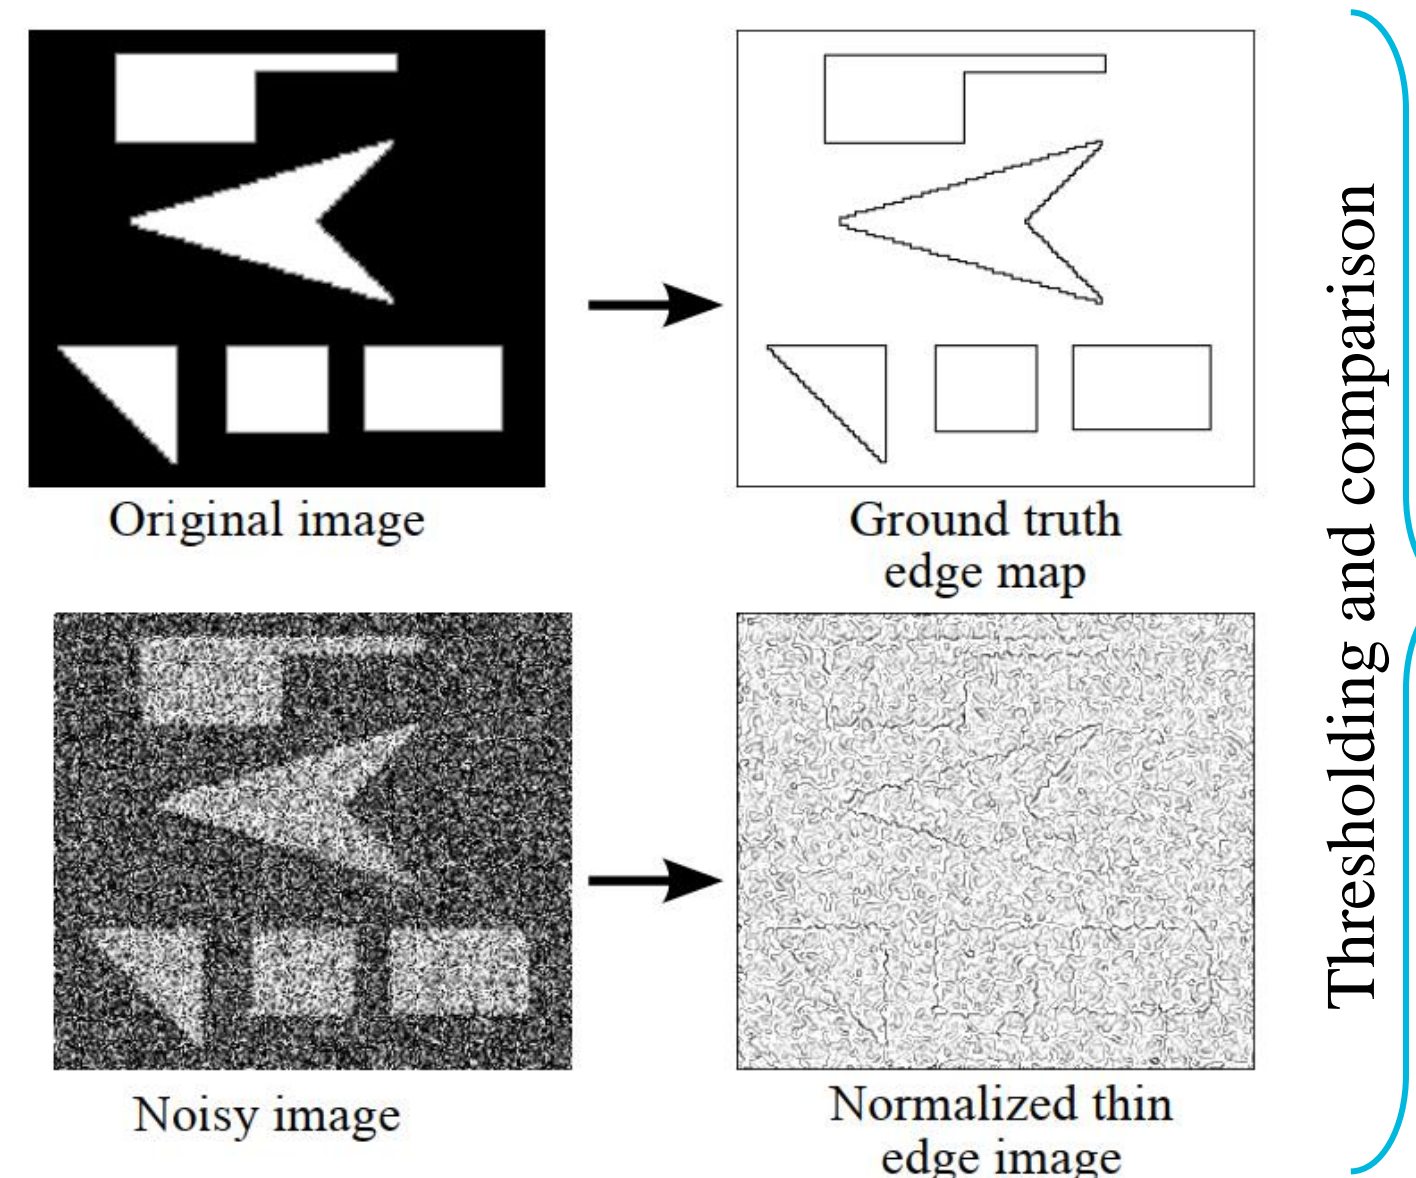 Original image
Ground truth
edge map
Noisy image
Normalized thin
edge image
Thresholding and comparison